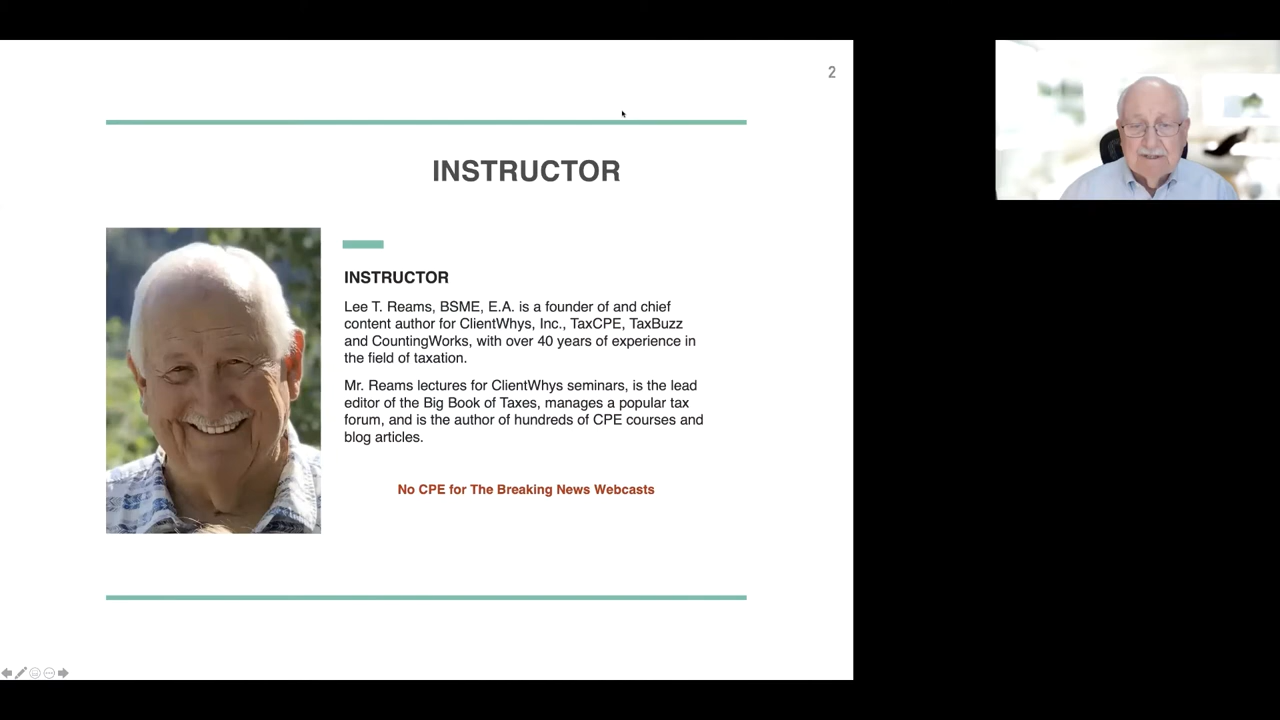 2
INSTRUCTOR
INSTRUCTOR
Lee T. Reams, BSME, E.A. is a founder of and chief
content author for ClientWhys, Inc., TaxCPE, TaxBuzz
and CountingWorks, with over 40 years of experience in
the field of taxation.
Mr. Reams lectures for ClientWhys seminars, is the lead
editor of the Big Book of Taxes, manages a popular tax
forum, and is the author of hundreds of CPE courses and
blog articles.
No CPE for The Breaking News Webcasts